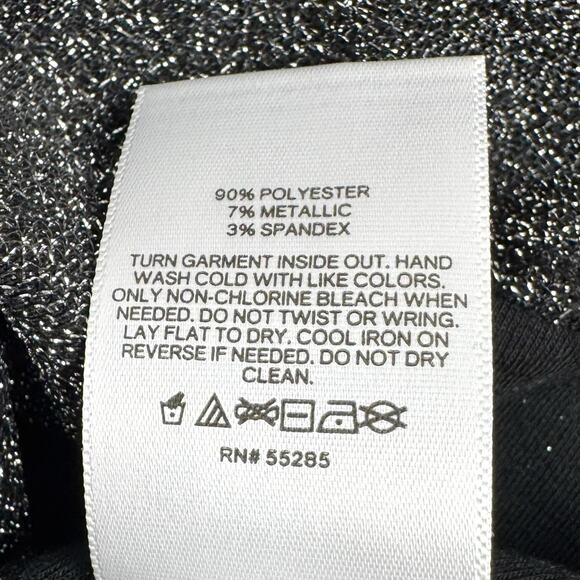 90% POLYESTER
7% METALLIC
3% SPANDEX
TURN GARMENT INSIDE OUT. HAND
WASH COLD WITH LIKE COLORS.
ONLY NON-CHLORINE BLEACH WHEN
NEEDED. DO NOT TWIST OR WRING.
LAY FLAT TO DRY. COOL IRON ON
REVERSE IF NEEDED. DO NOT DRY
CLEAN.
RN# 55285